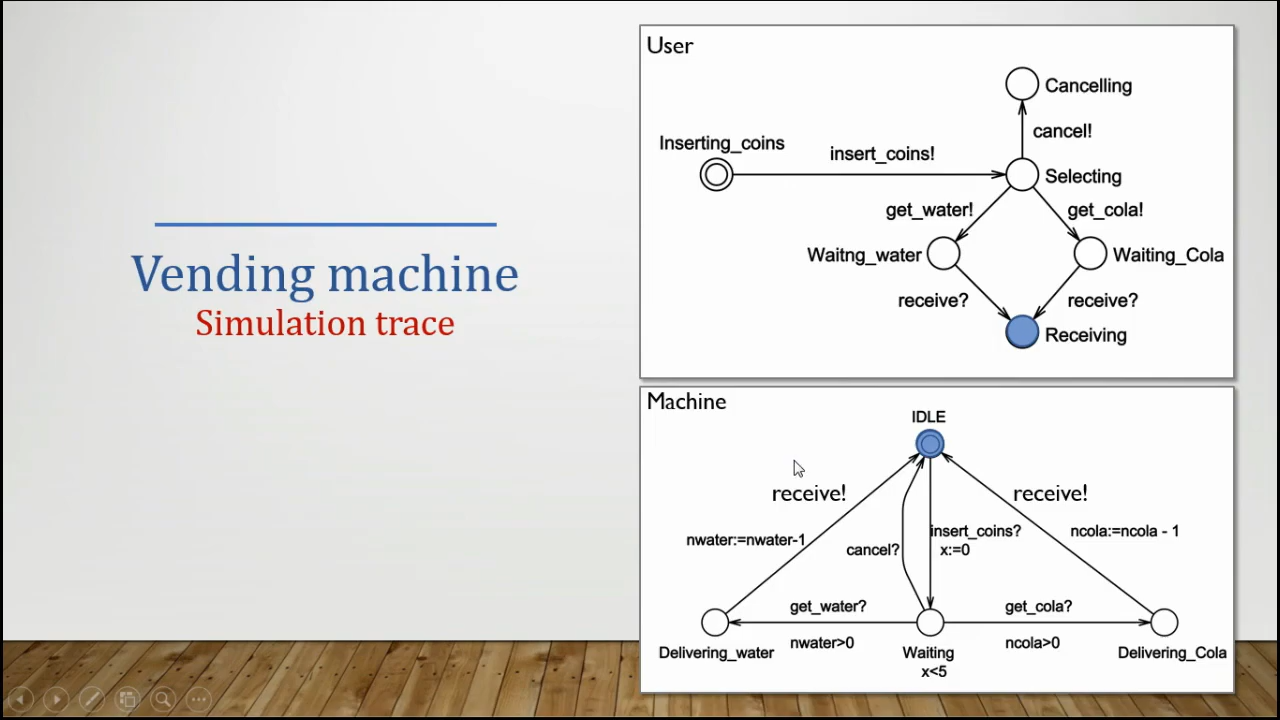 Vending machine
Simulation trace
User
Cancelling
cancel!
Inserting_coins
insert_coins!
Selecting
get_water!
get_cola!
Waitng_water
Waiting_Cola
receive?
receive?
Receiving
Machine
IDLE
receive!
receive!
nwater:=nwater-1
cancel?
insert_coins?
x:=0
ncola:=ncola - 1
get_water?
get_cola?
nwater>0
ncola>0
Delivering_water
Waiting
x<5
Delivering_Cola